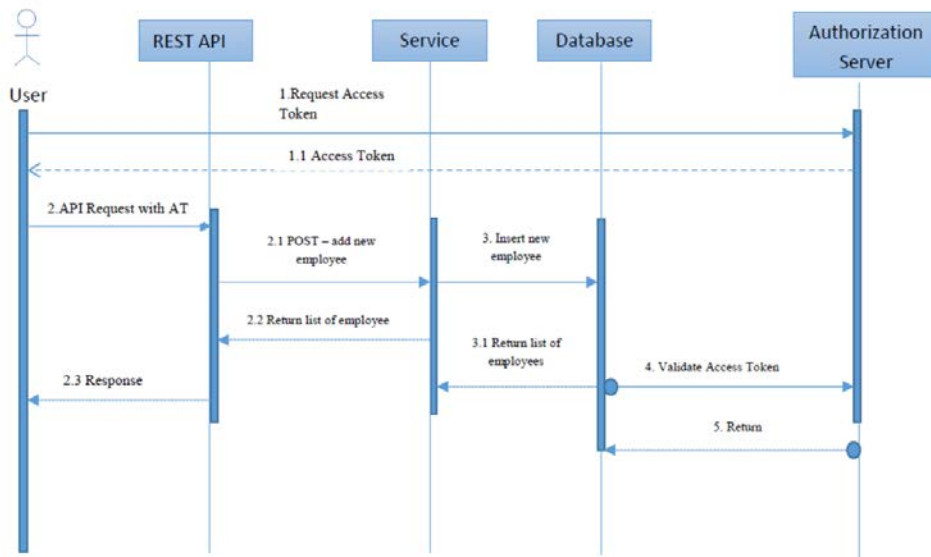 REST API
Service
Database
Authorization
Server
User
1.Request Access
Token
1.1 Access Token
2.API Request with AT
2.1 POST – add new
employee
3. Insert new
employee
2.2 Return list of employee
3.1 Return list of
employees
4. Validate Access Token
2.3 Response
5. Return